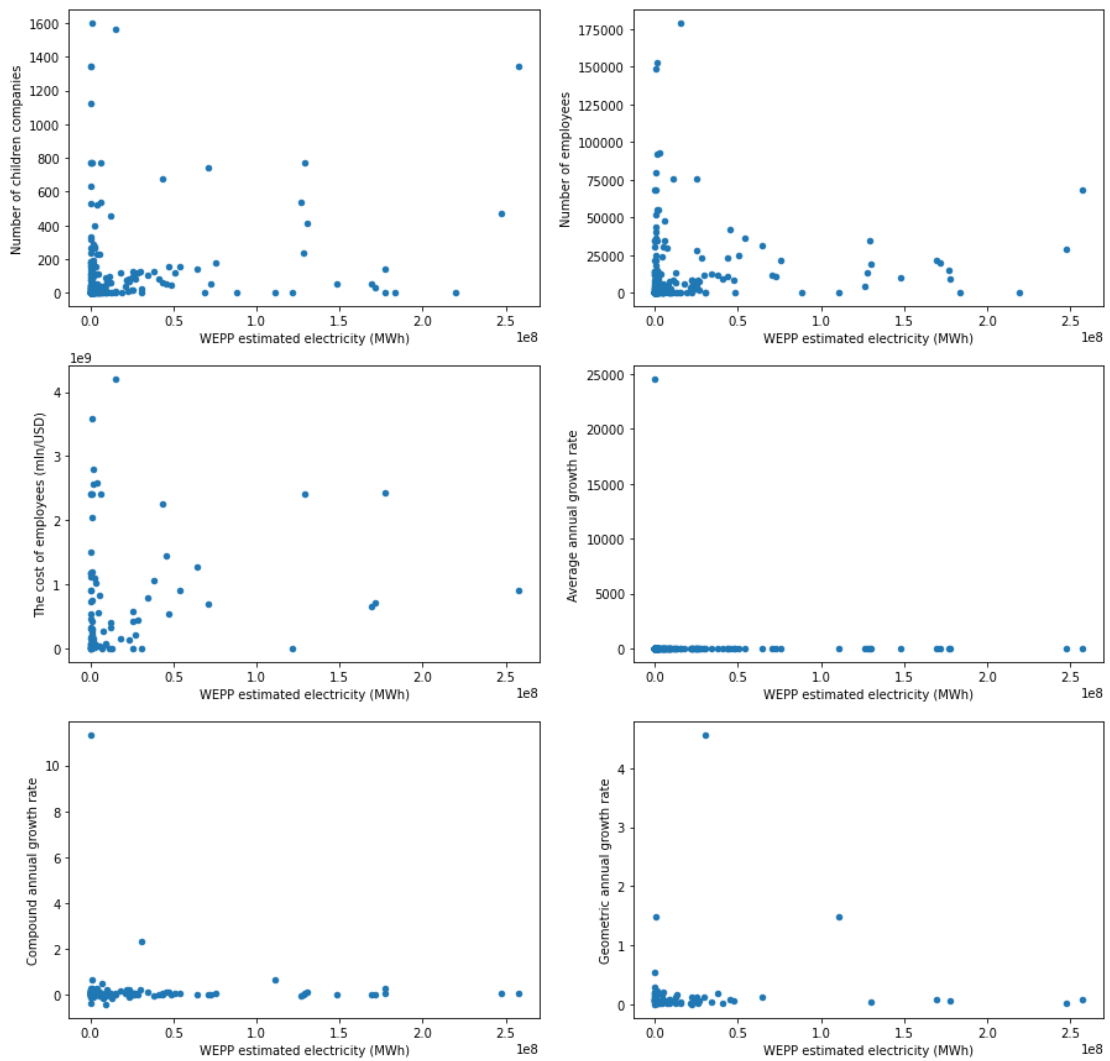 1600
1400
1200
1000
800
600
400
200
0
Number of children companies
0.0 0.5 1.0 1.5 2.0 2.5
1e8
WEPP estimated electricity (MWh)
175000
150000
125000
100000
75000
50000
25000
0
Number of employees
0.0 0.5 1.0 1.5 2.0 2.5
1e8
WEPP estimated electricity (MWh)
1e9
4
3
2
1
0
The cost of employees (mln/USD)
0.0 0.5 1.0 1.5 2.0 2.5
1e8
WEPP estimated electricity (MWh)
25000
20000
15000
10000
5000
0
Average annual growth rate
0.0 0.5 1.0 1.5 2.0 2.5
1e8
WEPP estimated electricity (MWh)
10
8
6
4
2
0
Compound annual growth rate
0.0 0.5 1.0 1.5 2.0 2.5
1e8
WEPP estimated electricity (MWh)
4
3
2
1
0
Geometric annual growth rate
0.0 0.5 1.0 1.5 2.0 2.5
1e8
WEPP estimated electricity (MWh)